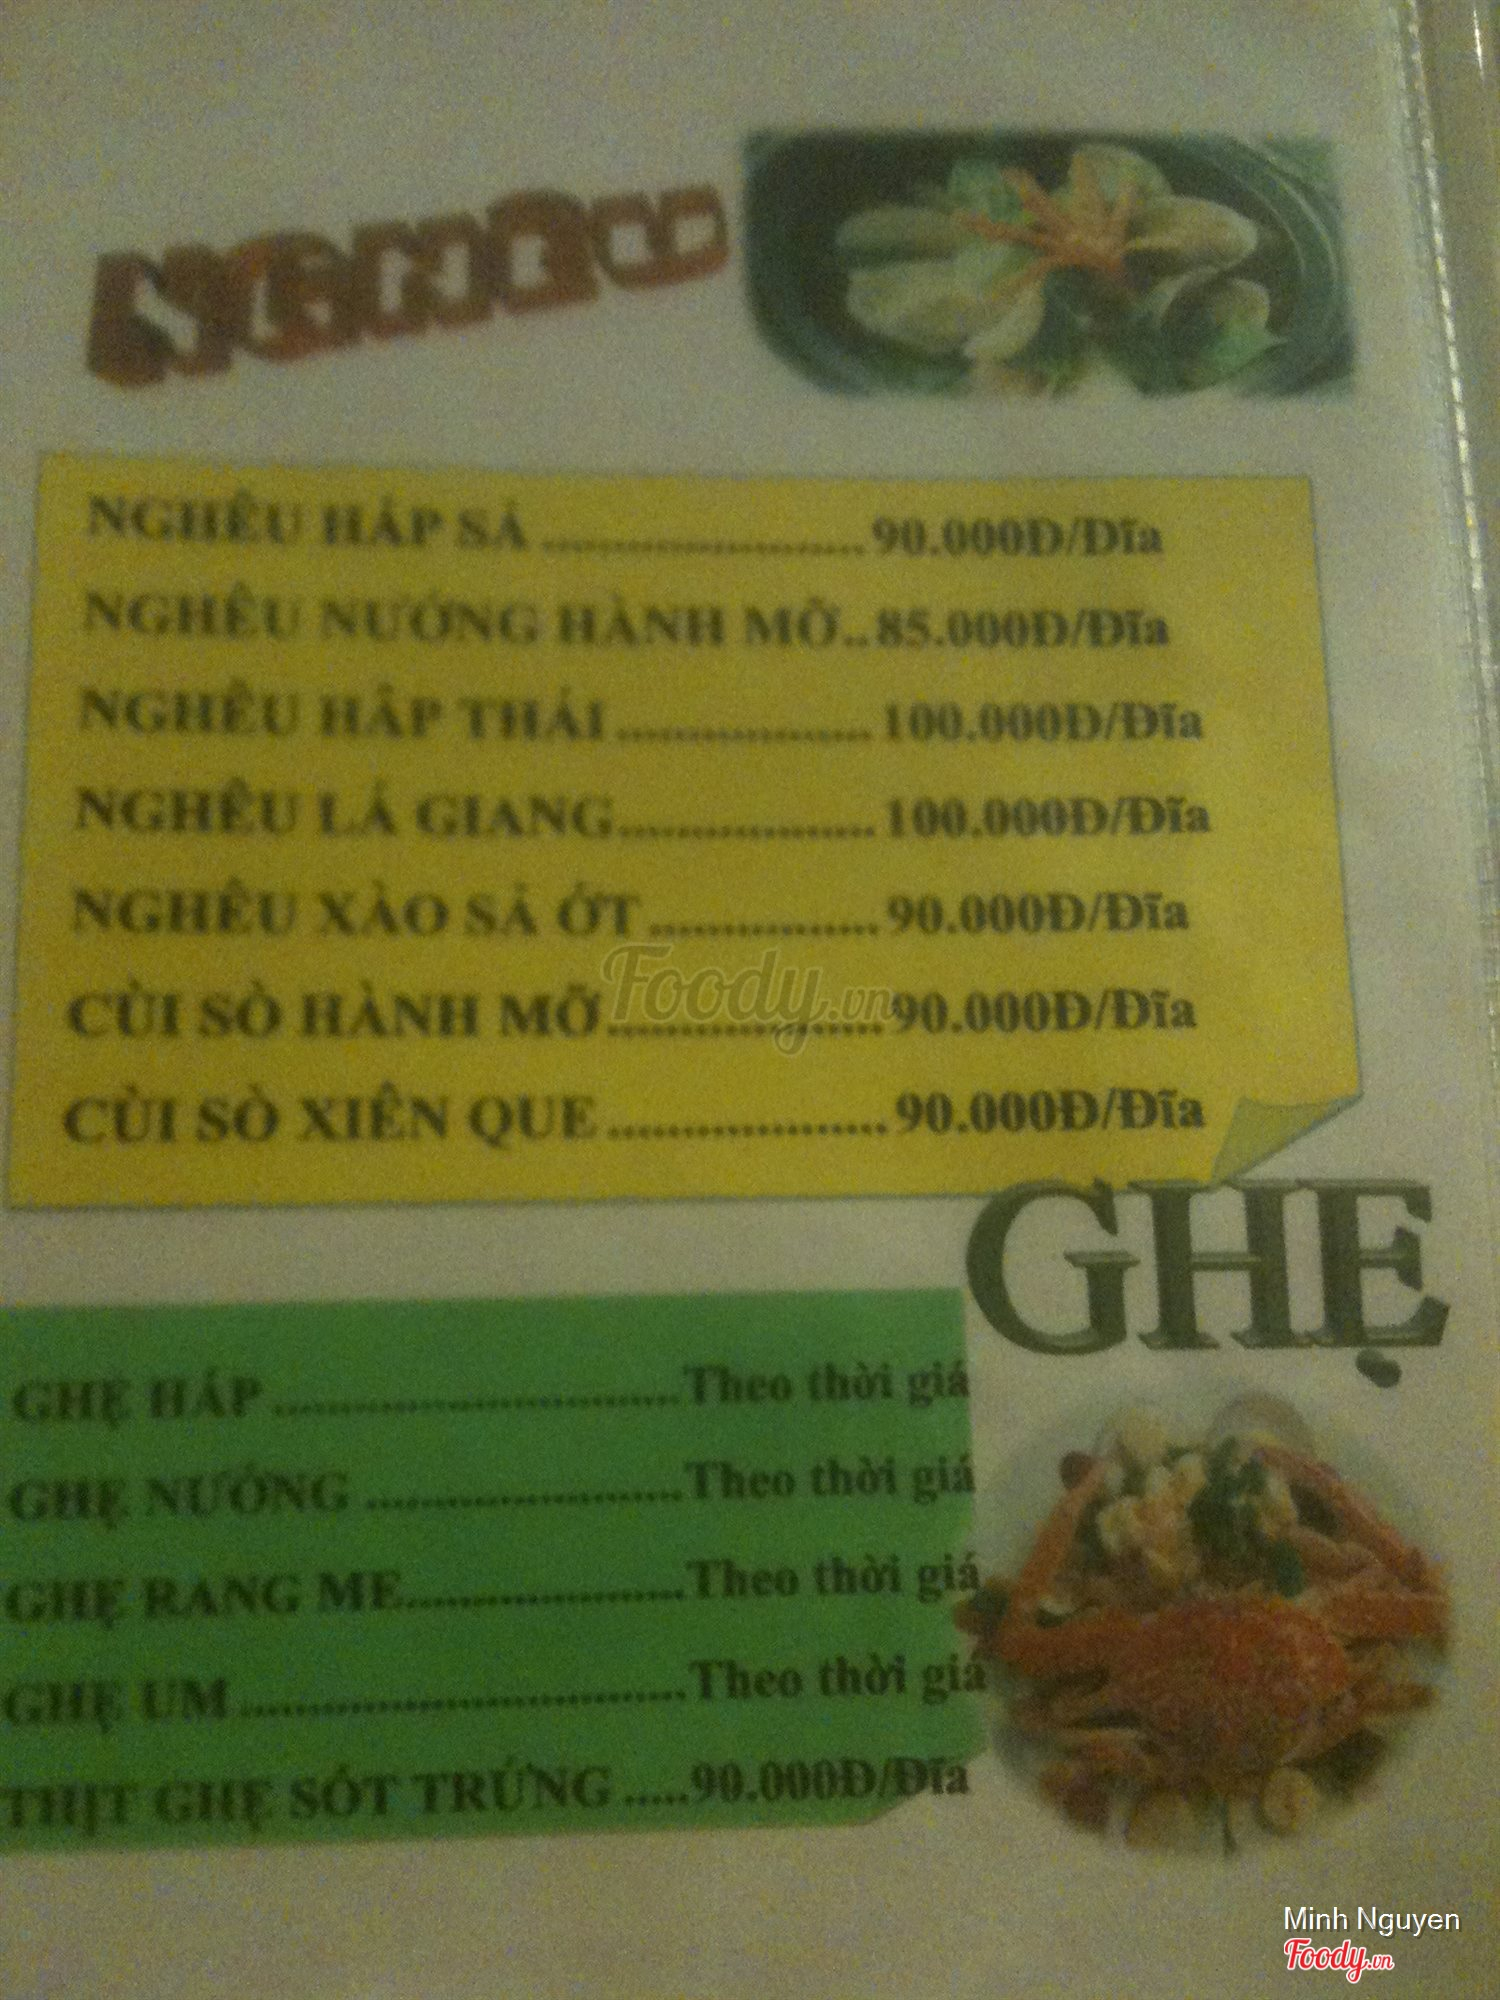 NGHÊU
NGHÊU HẤP SẢ ........................ 90.000Đ/Đĩa
NGHÊU NƯỚNG HÀNH MỠ..85.000Đ/Đĩa
NGHÊU HẤP THÁI ................... 100.000Đ/Đĩa
NGHÊU LÁ GIANG................... 100.000Đ/Đĩa
NGHÊU XÀO SẢ ỚT ................. 90.000Đ/Đĩa
CÙI SÒ HÀNH MỠ.................... 90.000Đ/Đĩa
CÙI SÒ XIÊN QUE ..................... 90.000Đ/Đĩa
Foody.vn
GHẸ
GHẸ HẤP ..............................Theo thời giá
GHẸ NƯỚNG ........................Theo thời giá
GHẸ RANG ME.....................Theo thời giá
GHẸ UM .................................Theo thời giá
THỊT GHẸ SÓT TRỨNG .....90.000Đ/Đĩa
Minh Nguyen
Foody.vn